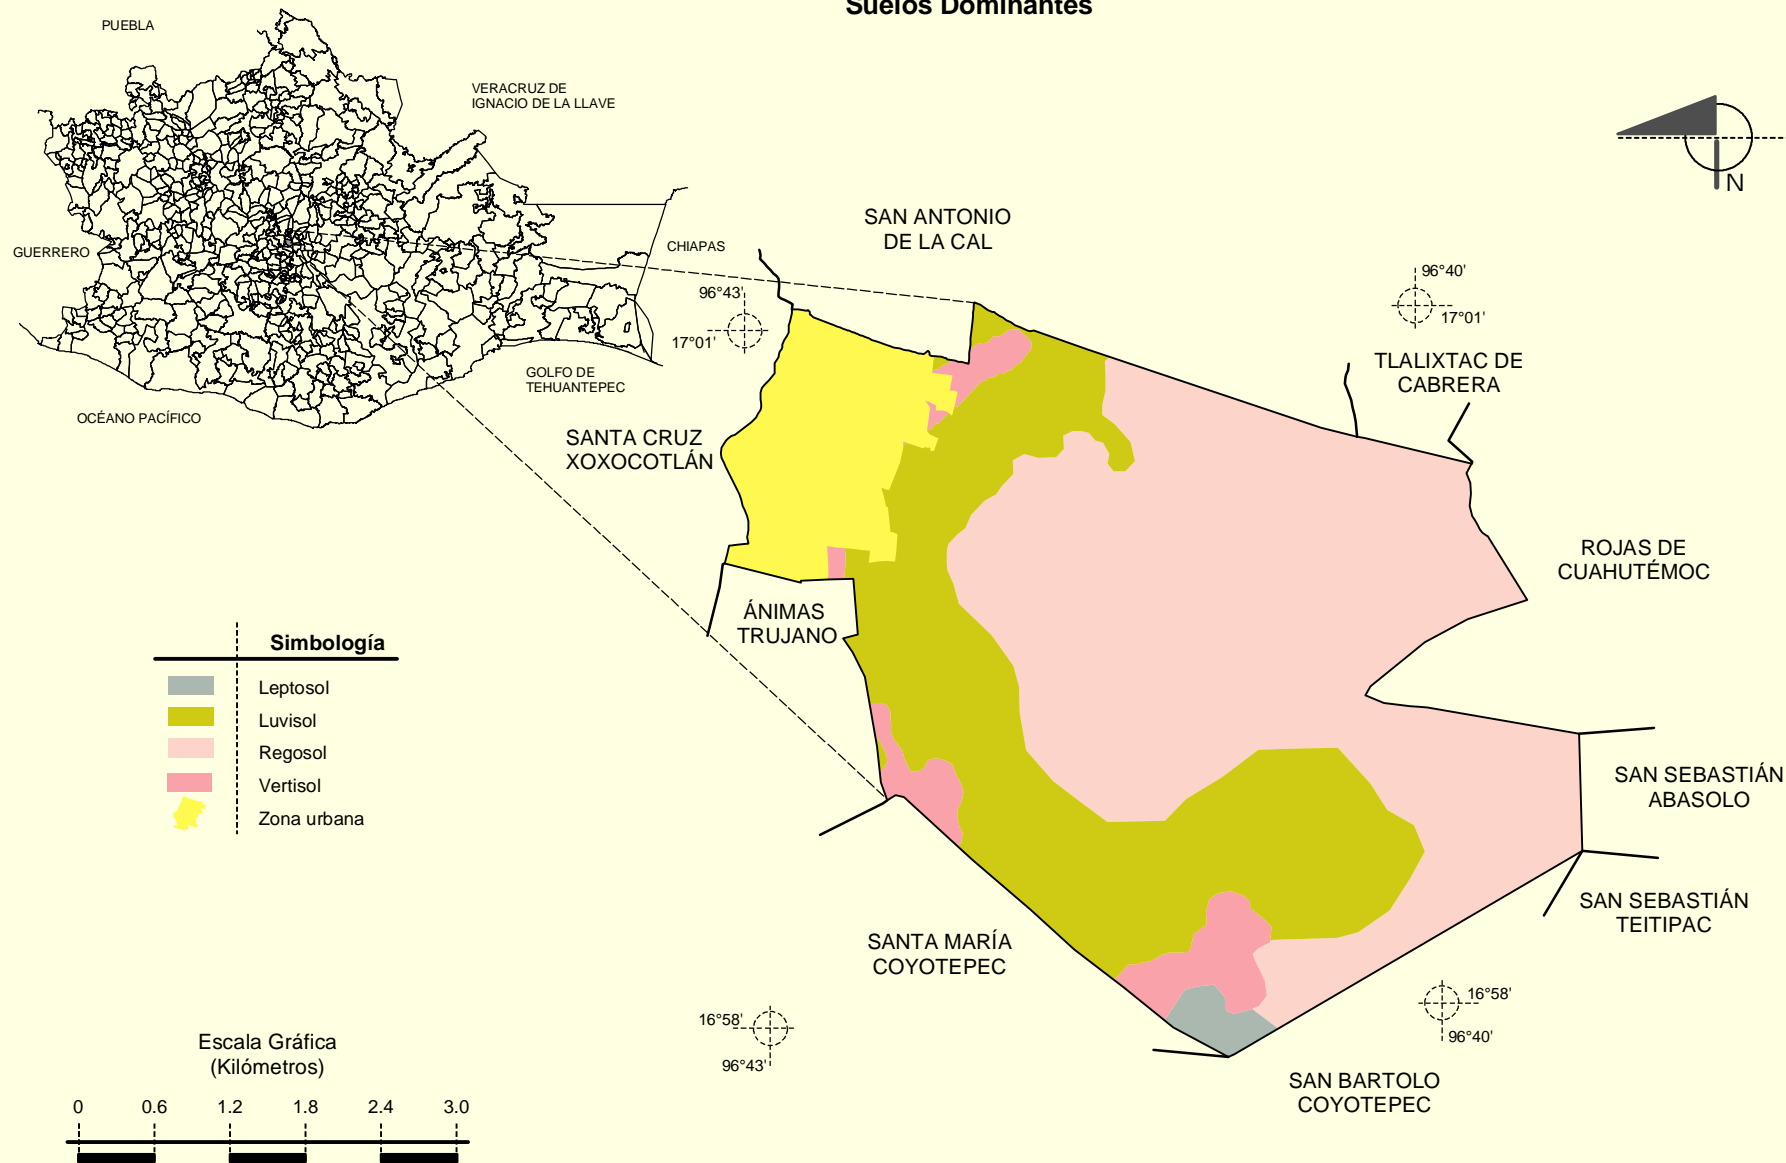 Suelos Dominantes
PUEBLA
VERACRUZ DE
IGNACIO DE LA LLAVE
GUERRERO
CHIAPAS
GOLFO DE
TEHUANTEPEC
OCÉANO PACÍFICO
N
SAN ANTONIO
DE LA CAL
96°43'
17°01'
96°40'
17°01'
TLALIXTAC DE
CABRERA
SANTA CRUZ
XOXOCOTLÁN
ROJAS DE
CUAHUTÉMOC
ÁNIMAS
TRUJANO
SAN SEBASTIÁN
ABASOLO
SAN SEBASTIÁN
TEITIPAC
SANTA MARÍA
COYOTEPEC
16°58'
96°43'
16°58'
96°40'
SAN BARTOLO
COYOTEPEC
Simbología
Leptosol
Luvisol
Regosol
Vertisol
Zona urbana
Escala Gráfica
(Kilómetros)
0 0.6 1.2 1.8 2.4 3.0